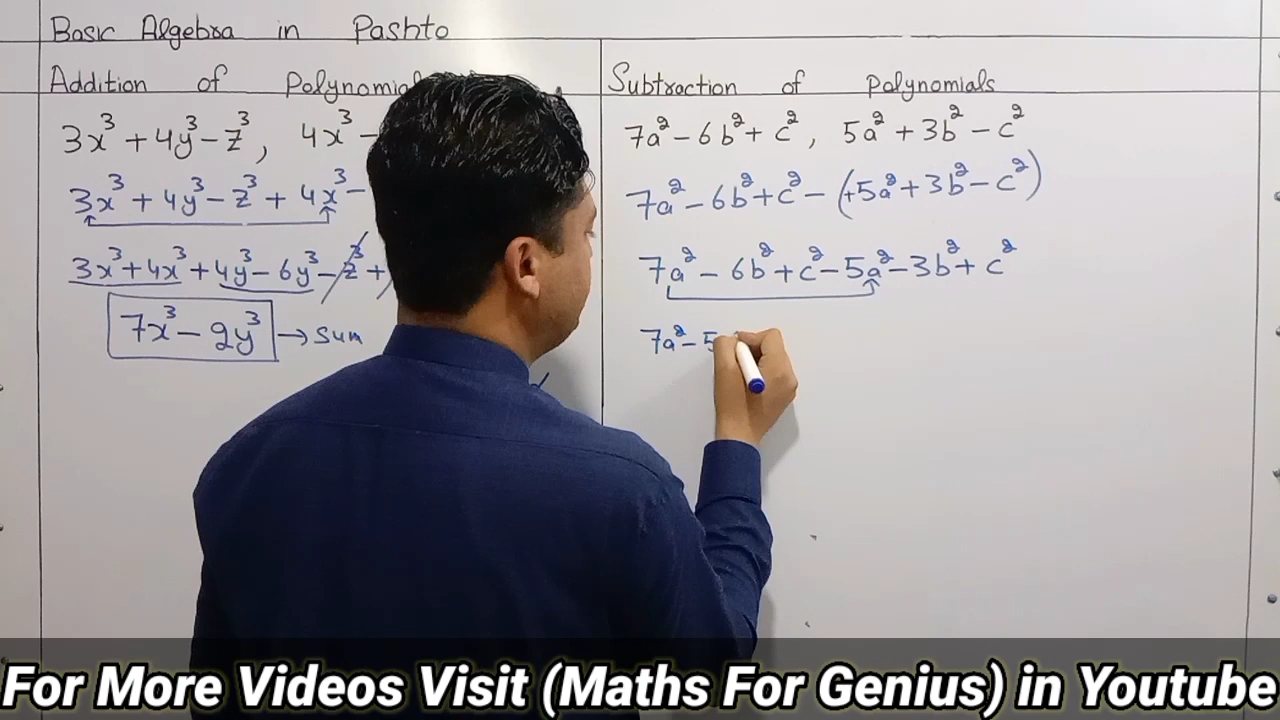 Basic Algebra in Pashto
Addition of Polynomial
3x³ + 4y³ - z³, 4x³ -
3x³ + 4y³ - z³ + 4x³ -
3x³ + 4x³ + 4y³ - 6y³ - z³ +
7x³ - 2y³ → Sum
Subtraction of Polynomials
7a² - 6b² + c², 5a² + 3b² - c²
7a² - 6b² + c² - (+5a² + 3b² - c²)
7a² - 6b² + c² - 5a² - 3b² + c²
7a² - 5
For More Videos Visit (Maths For Genius) in Youtube